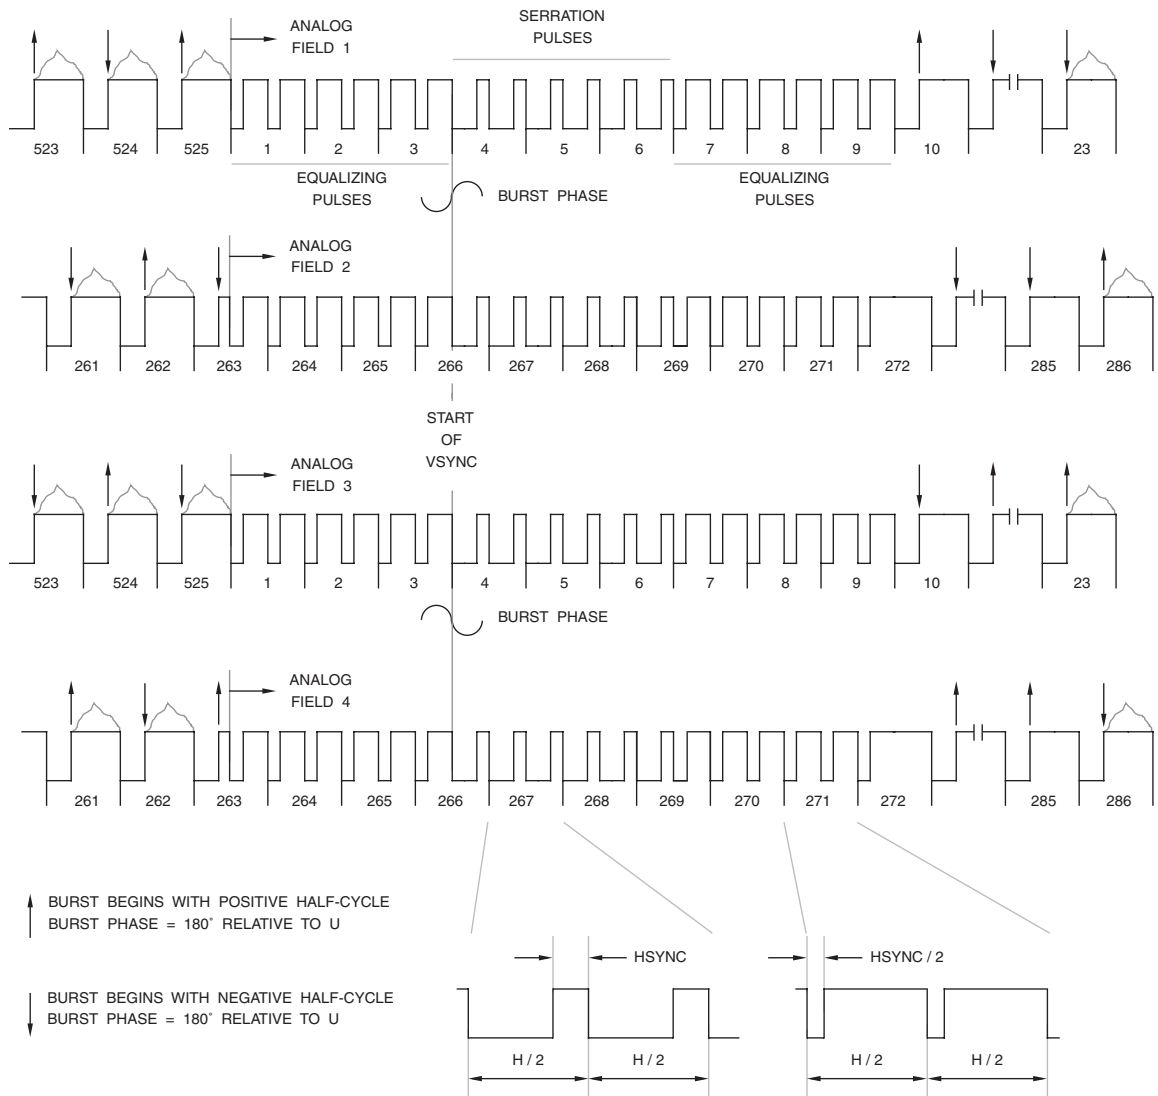 SERRATION
PULSES
ANALOG
FIELD 1
523 524 525 1 2 3 4 5 6 7 8 9 10 23
EQUALIZING
PULSES
BURST PHASE
EQUALIZING
PULSES
ANALOG
FIELD 2
261 262 263 264 265 266 267 268 269 270 271 272 285 286
START
OF
VSYNC
ANALOG
FIELD 3
523 524 525 1 2 3 4 5 6 7 8 9 10 23
BURST PHASE
ANALOG
FIELD 4
261 262 263 264 265 266 267 268 269 270 271 272 285 286
BURST BEGINS WITH POSITIVE HALF-CYCLE
BURST PHASE = 180° RELATIVE TO U
BURST BEGINS WITH NEGATIVE HALF-CYCLE
BURST PHASE = 180° RELATIVE TO U
HSYNC
H / 2 H / 2
HSYNC / 2
H / 2 H / 2